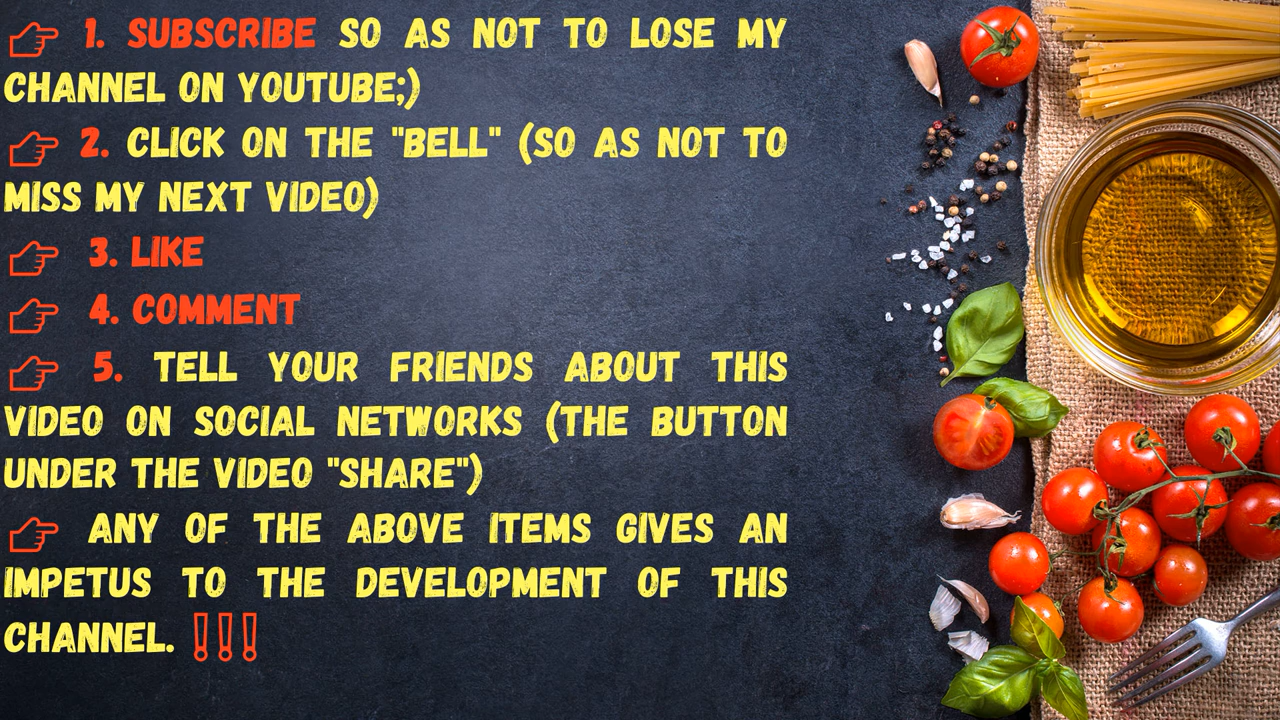 👉 1. SUBSCRIBE SO AS NOT TO LOSE MY
CHANNEL ON YOUTUBE;)
👉 2. CLICK ON THE "BELL" (SO AS NOT TO
MISS MY NEXT VIDEO)
👉 3. LIKE
👉 4. COMMENT
👉 5. TELL YOUR FRIENDS ABOUT THIS
VIDEO ON SOCIAL NETWORKS (THE BUTTON
UNDER THE VIDEO "SHARE")
👉 ANY OF THE ABOVE ITEMS GIVES AN
IMPETUS TO THE DEVELOPMENT OF THIS
CHANNEL. !!!